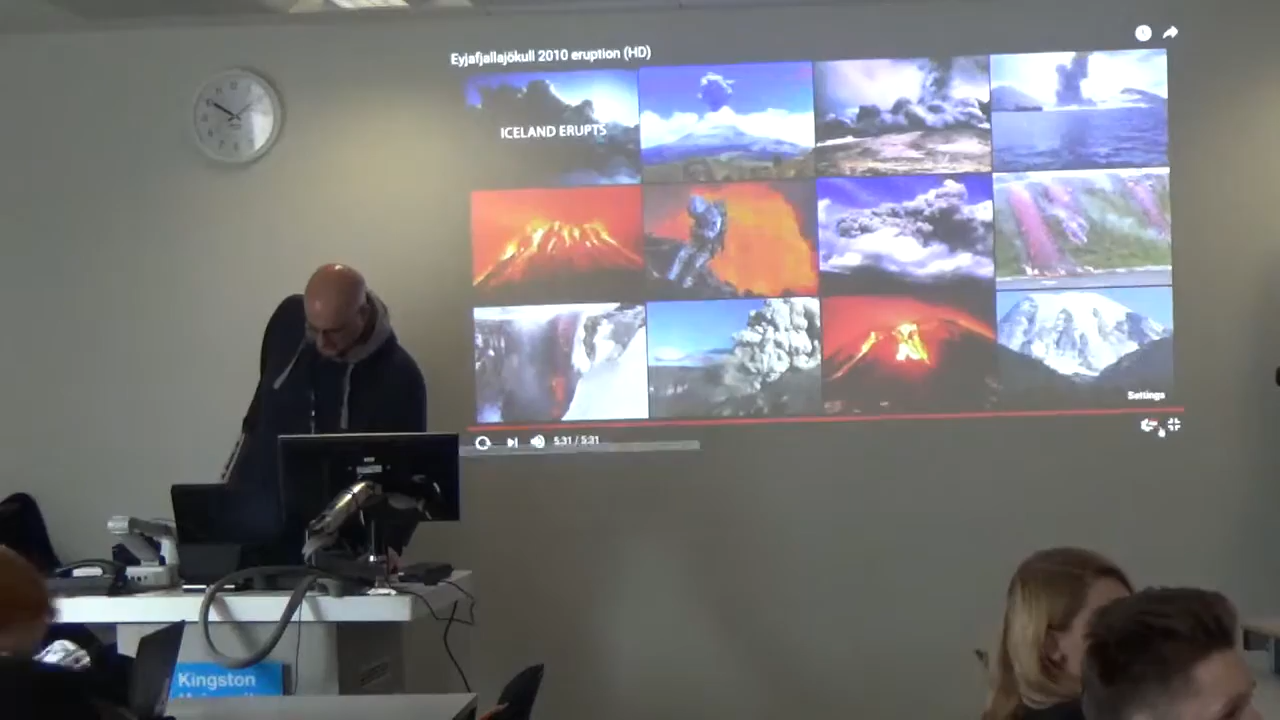 Eyjafjallajökull 2010 eruption (HD)
ICELAND ERUPTS
Settings
5:31 / 5:31
Kingston